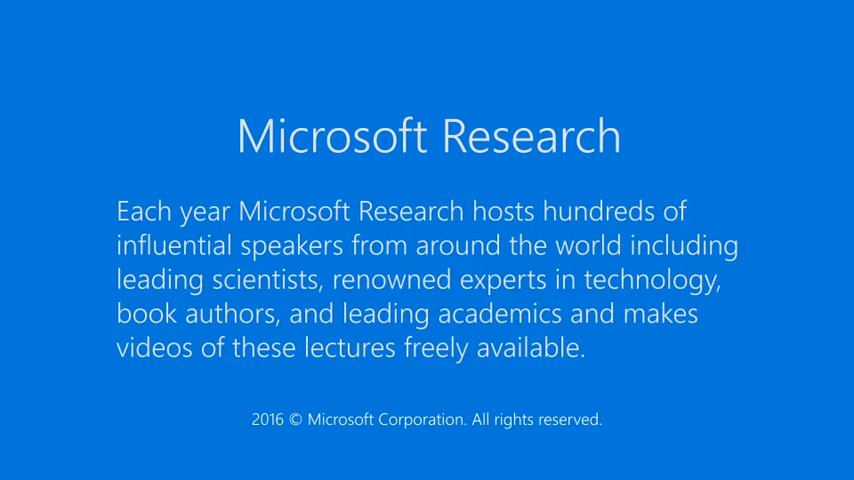 Microsoft Research
Each year Microsoft Research hosts hundreds of
influential speakers from around the world including
leading scientists, renowned experts in technology,
book authors, and leading academics and makes
videos of these lectures freely available.
2016 © Microsoft Corporation. All rights reserved.